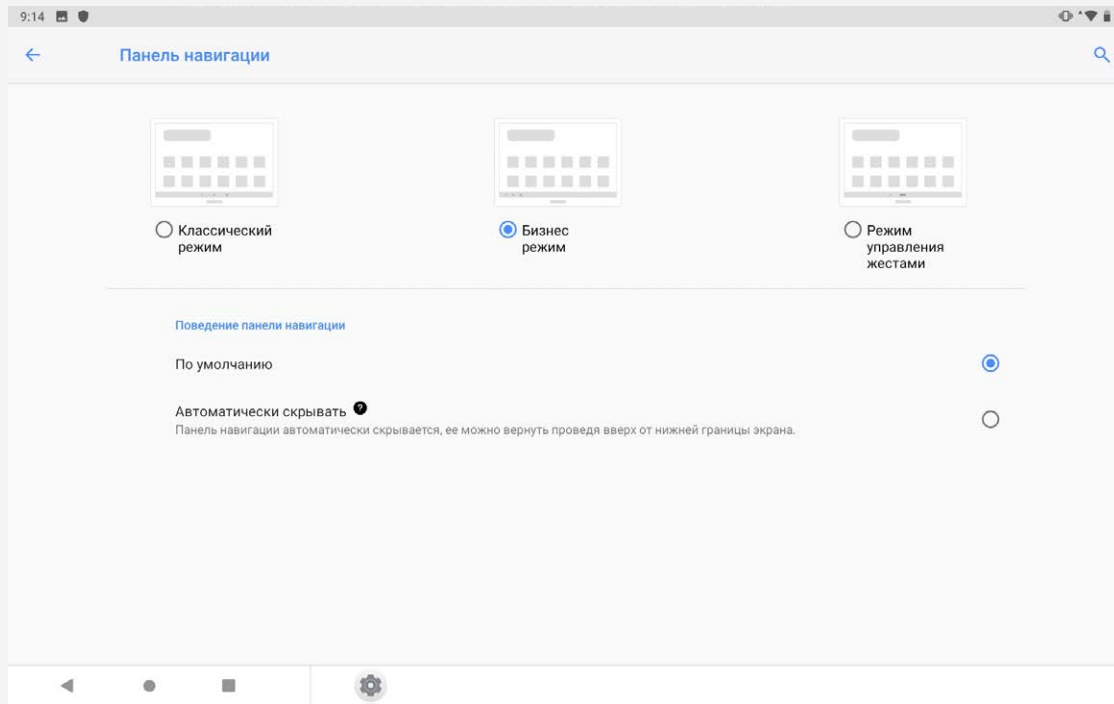 9:14
Панель навигации
Классический
режим
Бизнес
режим
Режим
управления
жестами
Поведение панели навигации
По умолчанию
Автоматически скрывать ?
Панель навигации автоматически скрывается, ее можно вернуть проведя вверх от нижней границы экрана.